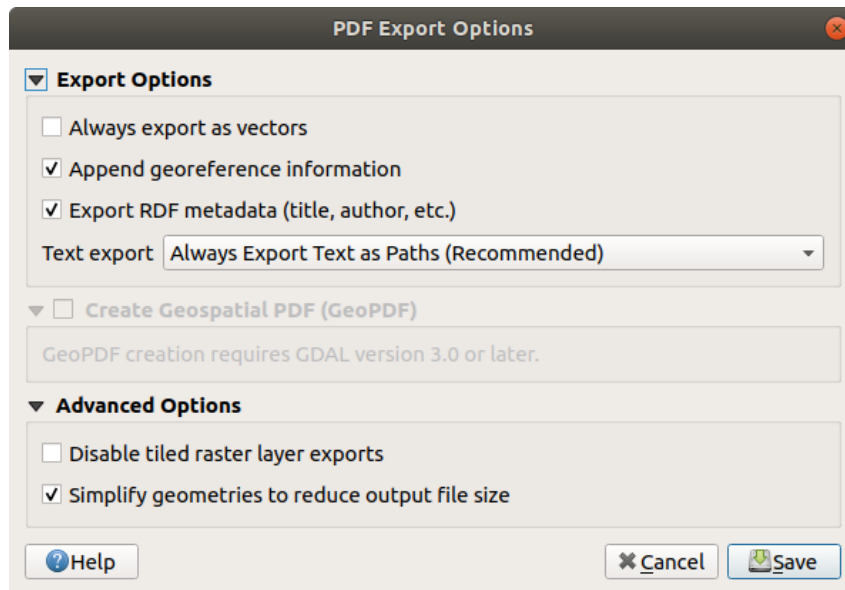 PDF Export Options
Export Options
Always export as vectors
Append georeference information
Export RDF metadata (title, author, etc.)
Text export Always Export Text as Paths (Recommended)
Create Geospatial PDF (GeoPDF)
GeoPDF creation requires GDAL version 3.0 or later.
Advanced Options
Disable tiled raster layer exports
Simplify geometries to reduce output file size
Help Cancel Save